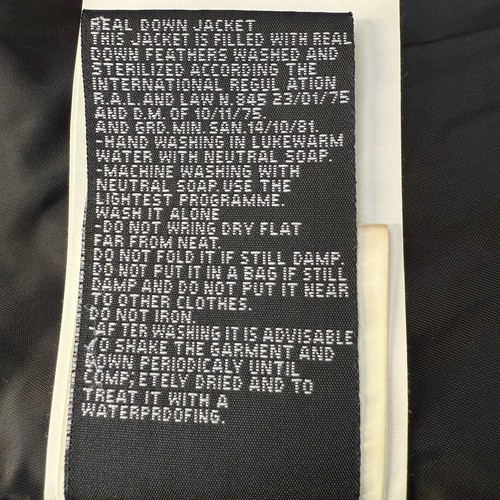 REAL DOWN JACKET
THIS JACKET IS FILLED WITH REAL
DOWN FEATHERS WASHED AND
STERILIZED ACCORDING THE
INTERNATIONAL REGUL ATION
R.A.L. AND LAW N. 845 23/01/75
AND D.M. OF 10/11/75.
AND GRD. MIN. SAN. 14/10/81.
-HAND WASHING IN LUKEWARM
WATER WITH NEUTRAL SOAP.
-MACHINE WASHING WITH
NEUTRAL SOAP. USE THE
LIGHTEST PROGRAMME.
WASH IT ALONE
-DO NOT WRING DRY FLAT
FAR FROM NEAT.
DO NOT FOLD IT IF STILL DAMP.
DO NOT PUT IT IN A BAG IF STILL
DAMP AND DO NOT PUT IT NEAR
TO OTHER CLOTHES.
DO NOT IRON.
-AFTER WASHING IT IS ADVISABLE
TO SHAKE THE GARMENT AND
DOWN PERIODICALY UNTIL
COMP;ETELY DRIED AND TO
TREAT IT WITH A
WATERPRDOFING.